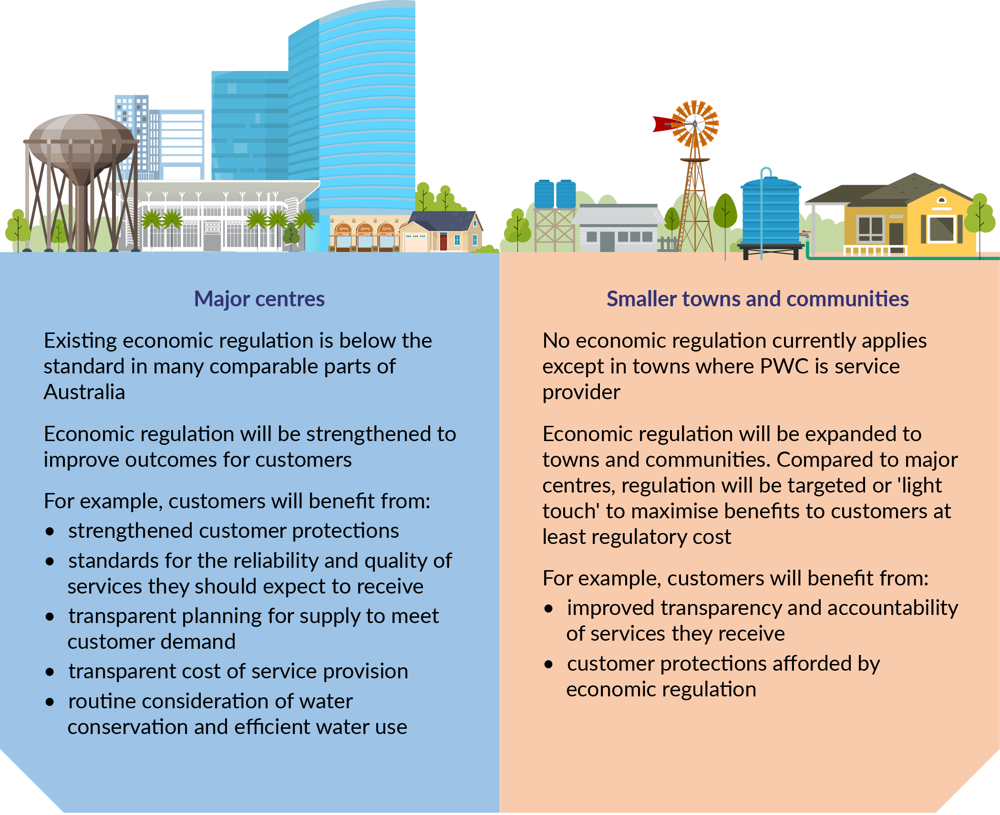 Loren Loren Loren
Major centres
Existing economic regulation is below the
standard in many comparable parts of
Australia
Economic regulation will be strengthened to
improve outcomes for customers
For example, customers will benefit from:
• strengthened customer protections
• standards for the reliability and quality of
services they should expect to receive
• transparent planning for supply to meet
customer demand
• transparent cost of service provision
• routine consideration of water
conservation and efficient water use
Smaller towns and communities
No economic regulation currently applies
except in towns where PWC is service
provider
Economic regulation will be expanded to
towns and communities. Compared to major
centres, regulation will be targeted or 'light
touch' to maximise benefits to customers at
least regulatory cost
For example, customers will benefit from:
• improved transparency and accountability
of services they receive
• customer protections afforded by
economic regulation